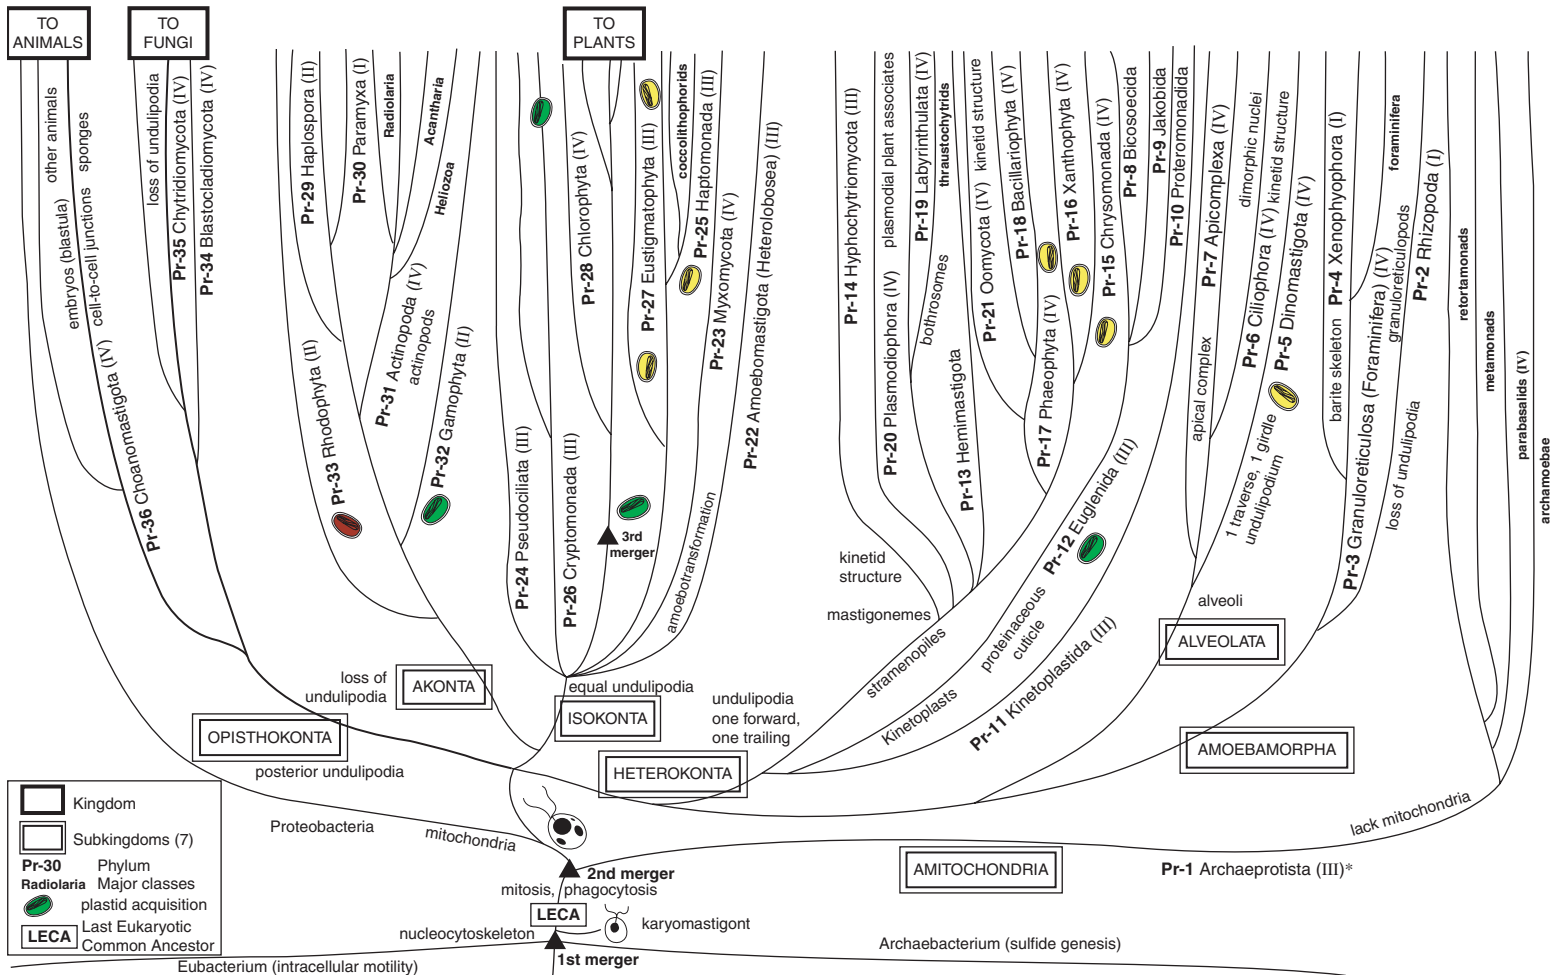 TO
ANIMALS
TO
FUNGI
TO
PLANTS
other animals
embryos (blastula)
cell-to-cell junctions
sponges
Pr-36 Choanomastigota (IV)
loss of undulipodia
Pr-35 Chytridiomycota (IV)
Pr-34 Blastocladiomycota (IV)
Pr-29 Haplospora (II)
Pr-30 Paramyxa (I)
Radiolaria
Acantharia
Heliozoa
Pr-33 Rhodophyta (II)
Pr-31 Actinopoda (IV)
actinopods
Pr-32 Gamophyta (II)
Pr-24 Pseudociliata (III)
Pr-26 Cryptomonada (III)
Pr-28 Chlorophyta (IV)
3rd
merger
Pr-27 Eustigmatophyta (III)
coccolithophorids
Pr-25 Haptomonada (III)
Pr-23 Myxomycota (IV)
amoebotransformation
Pr-22 Amoebomastigota (Heterolobosea) (III)
Pr-14 Hyphochytriomycota (III)
plasmodial plant associates
Pr-20 Plasmodiophora (IV)
Pr-19 Labyrinthulata (IV)
thraustochytrids
bothrosomes
Pr-13 Hemimastigota
kinetid structure
Pr-21 Oomycota (IV)
Pr-18 Bacillariophyta (IV)
Pr-17 Phaeophyta (IV)
Pr-16 Xanthophyta (IV)
Pr-15 Chrysomonada (IV)
Pr-8 Bicosoecida
Pr-9 Jakobida
Pr-10 Proteromonadida
kinetid
structure
mastigonemes
stramenopiles
Pr-12 Euglenida (III)
proteinaceous
cuticle
Kinetoplasts
Pr-11 Kinetoplastida (III)
Pr-7 Apicomplexa (IV)
apical complex
dimorphic nuclei
Pr-6 Ciliophora (IV)
kinetid structure
Pr-5 Dinomastigota (IV)
1 traverse, 1 girdle
undulipodium
alveoli
Pr-4 Xenophyophora (I)
barite skeleton
foraminifera
Pr-3 Granuloreticulosa (Foraminifera) (IV)
granuloreticulopods
Pr-2 Rhizopoda (I)
loss of undulipodia
retortamonads
metamonads
parabasalids (IV)
archamoebae
ALVEOLATA
loss of
undulipodia
AKONTA
equal undulipodia
ISOKONTA
undulipodia
one forward,
one trailing
OPISTHOKONTA
posterior undulipodia
HETEROKONTA
AMOEBAMORPHA
Proteobacteria
mitochondria
lack mitochondria
AMITOCHONDRIA
Pr-1 Archaeprotista (III)*
2nd merger
mitosis, phagocytosis
LECA
karyomastigont
nucleocytoskeleton
1st merger
Archaebacterium (sulfide genesis)
Eubacterium (intracellular motility)
Kingdom
Subkingdoms (7)
Pr-30 Phylum
Radiolaria Major classes
plastid acquisition
LECA Last Eukaryotic
Common Ancestor